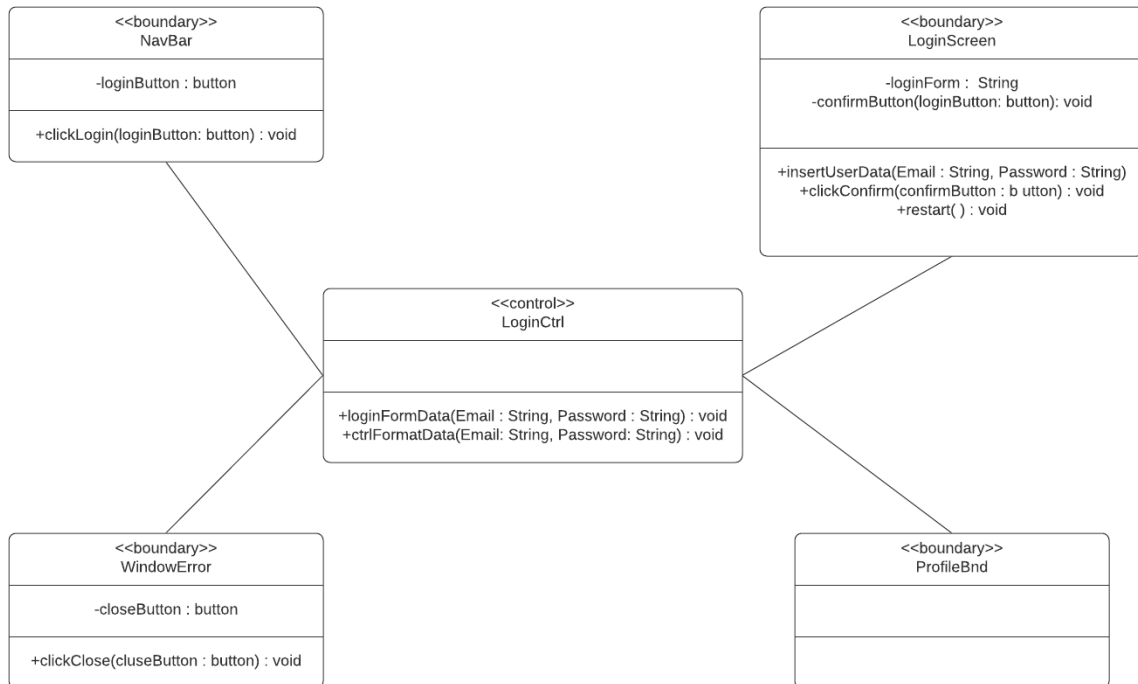 <<boundary>>
NavBar
-loginButton : button
+clickLogin(loginButton: button) : void
<<boundary>>
LoginScreen
-loginForm :  String
-confirmButton(loginButton: button): void
+insertUserData(Email : String, Password : String)
+clickConfirm(confirmButton : b utton) : void
+restart( ) : void
<<control>>
LoginCtrl
+loginFormData(Email : String, Password : String) : void
+ctrlFormatData(Email: String, Password: String) : void
<<boundary>>
WindowError
-closeButton : button
+clickClose(cluseButton : button) : void
<<boundary>>
ProfileBnd